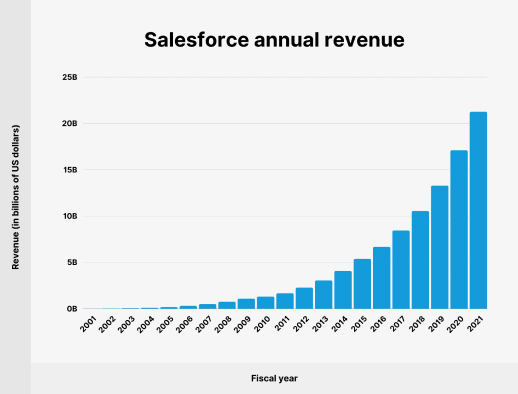 Salesforce annual revenue
Revenue (in billions of US dollars)
25B
20B
15B
10B
5B
0B
2001 2002 2003 2004 2005 2006 2007 2008 2009 2010 2011 2012 2013 2014 2015 2016 2017 2018 2019 2020 2021
Fiscal year